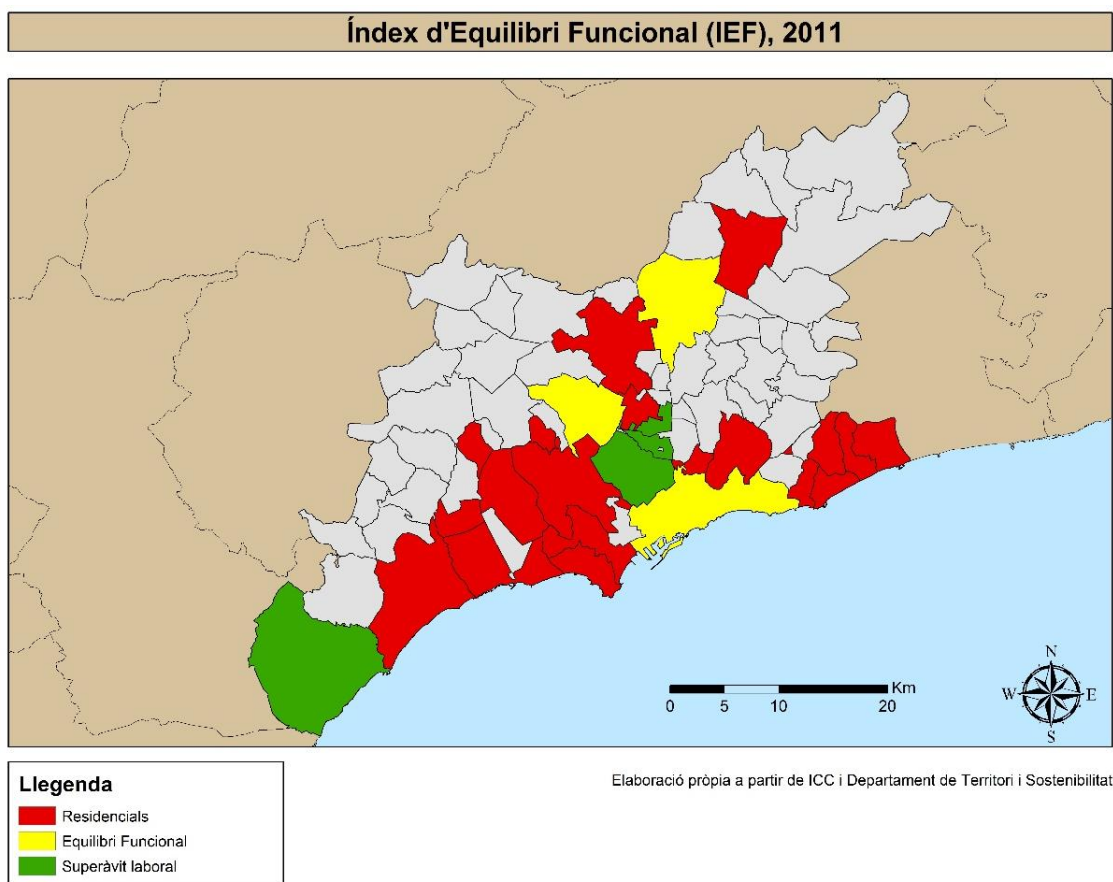 Índex d'Equilibri Funcional (IEF), 2011
N
W E
S
Km
0 5 10 20
Llegenda
Residencials
Equilibri Funcional
Superàvit laboral
Elaboració pròpia a partir de ICC i Departament de Territori i Sostenibilitat